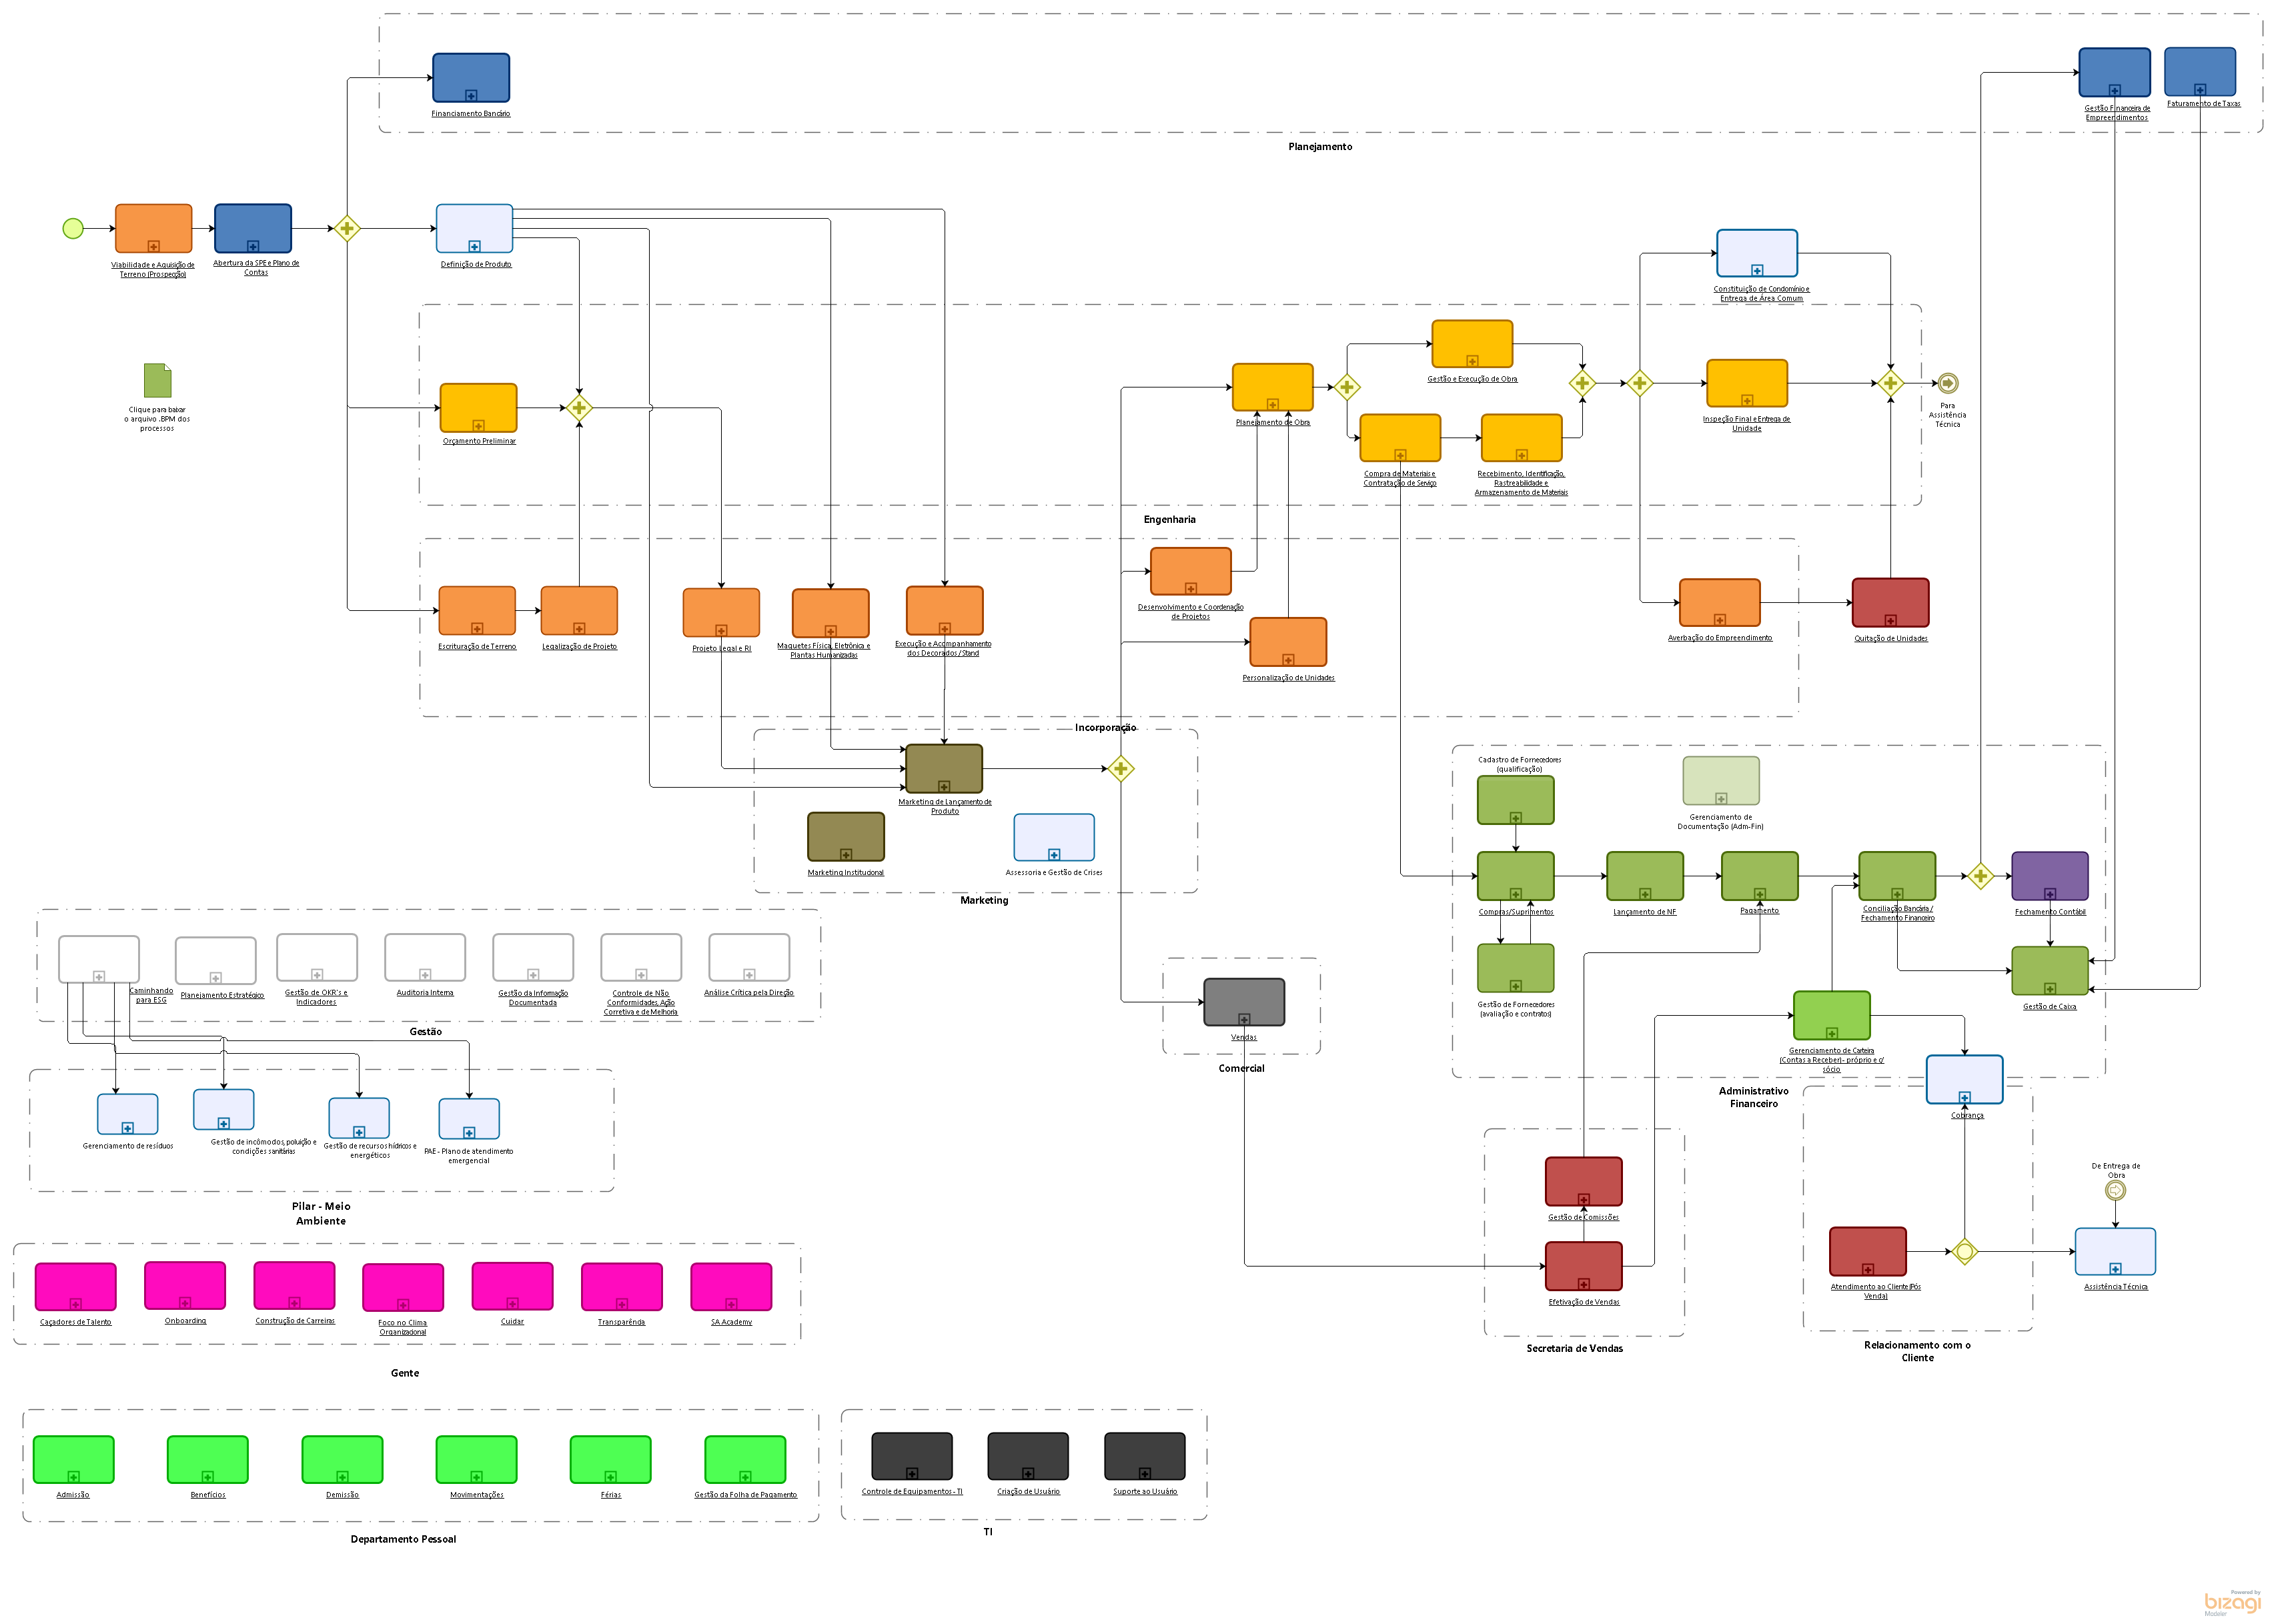 Financiamento Bancário
Gestão Financeira de
Empreendimentos
Faturamento de Taxas
Planejamento
Viabilidade e Aquisição de
Terreno (Prospecção)
Abertura da SPE e Plano de
Contas
Definição de Produto
Constituição de Condomínio e
Entrega de Área Comum
Clique para baixar
o arquivo .BPM dos
processos
Orçamento Preliminar
Planejamento de Obra
Gestão e Execução de Obra
Compra de Materiais e
Contratação de Serviço
Recebimento, Identificação,
Rastreabilidade e
Armazenamento de Materiais
Inspeção Final e Entrega de
Unidade
Para
Assistência
Técnica
Engenharia
Escrituração de Terreno
Legalização de Projeto
Projeto Legal e RI
Maquetes Física, Eletrônica e
Plantas Humanizadas
Execução e Acompanhamento
dos Decorados / Stand
Desenvolvimento e Coordenação
de Projetos
Personalização de Unidades
Averbação do Empreendimento
Quitação de Unidades
Incorporação
Marketing de Lançamento de
Produto
Marketing Institucional
Assessoria e Gestão de Crises
Marketing
Cadastro de Fornecedores
(qualificação)
Gerenciamento de
Documentação (Adm-Fin)
Compras/Suprimentos
Lançamento de NF
Pagamento
Conciliação Bancária /
Fechamento Financeiro
Fechamento Contábil
Gestão de Fornecedores
(avaliação e contratos)
Gestão de Caixa
Gerenciamento de Carteira
(Contas a Receber) - próprio e c/
sócio
Administrativo
Financeiro
Caminhando
para ESG
Planejamento Estratégico
Gestão de OKR's e
Indicadores
Auditoria Interna
Gestão da Informação
Documentada
Controle de Não
Conformidades, Ação
Corretiva e de Melhoria
Análise Crítica pela Direção
Gestão
Vendas
Comercial
Cobrança
Gerenciamento de resíduos
Gestão de incômodos, poluição e
condições sanitárias
Gestão de recursos hídricos e
energéticos
PAE - Plano de atendimento
emergencial
Pilar - Meio
Ambiente
Gestão de Comissões
Efetivação de Vendas
Secretaria de Vendas
De Entrega de
Obra
Atendimento ao Cliente(Pós
Venda)
Assistência Técnica
Relacionamento com o
Cliente
Caçadores de Talento
Onboarding
Construção de Carreiras
Foco no Clima
Organizacional
Cuidar
Transparência
SA Academy
Gente
Admissão
Benefícios
Demissão
Movimentações
Férias
Gestão da Folha de Pagamento
Departamento Pessoal
Controle de Equipamentos - TI
Criação de Usuário
Suporte ao Usuário
TI
Powered by
bizagi
Modeler